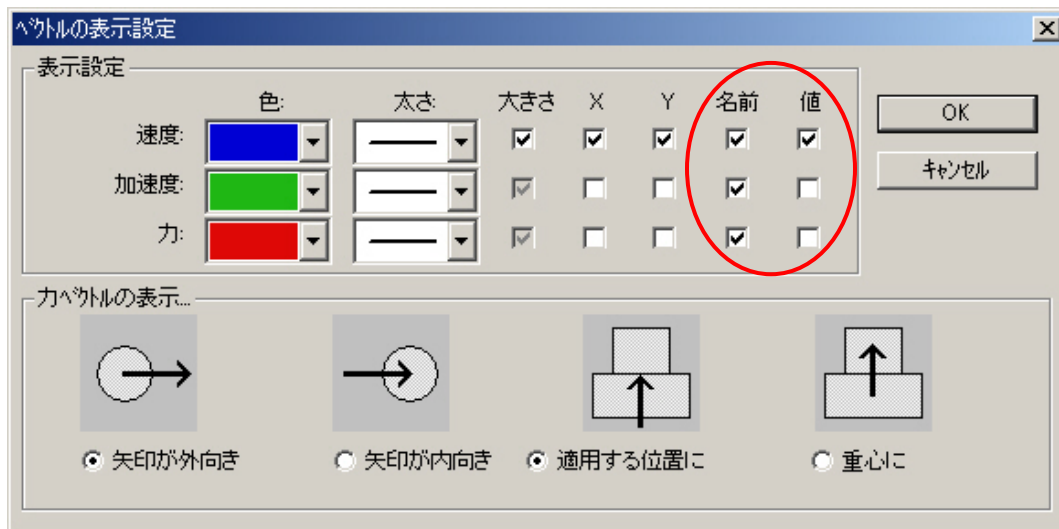 ﾍﾞｸﾄﾙの表示設定
表示設定
色: 太さ: 大きさ X Y 名前 値
速度:
加速度:
力:
OK
ｷｬﾝｾﾙ
力ﾍﾞｸﾄﾙの表示...
矢印が外向き 矢印が内向き 適用する位置に 重心に